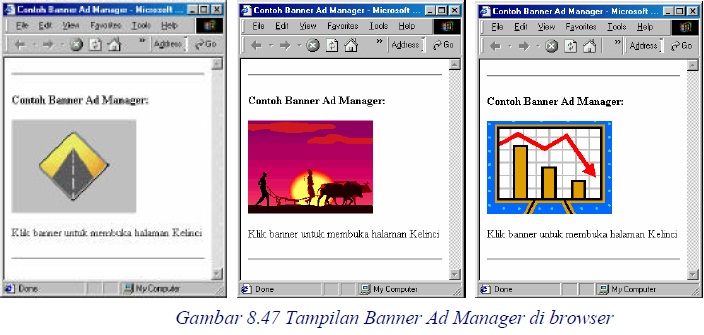 Contoh Banner Ad Manager - Microsoft ...
File Edit View Favorites Tools Help
» Address Go
Contoh Banner Ad Manager:
Klik banner untuk membuka halaman Kelinci
Done My Computer
Contoh Banner Ad Manager - Microsoft ...
File Edit View Favorites Tools Help
» Address Go
Contoh Banner Ad Manager:
Klik banner untuk membuka halaman Kelinci
Done My Computer
Contoh Banner Ad Manager - Microsoft ...
File Edit View Favorites Tools Help
» Address Go
Contoh Banner Ad Manager:
Klik banner untuk membuka halaman Kelinci
Done My Computer
Gambar 8.47 Tampilan Banner Ad Manager di browser